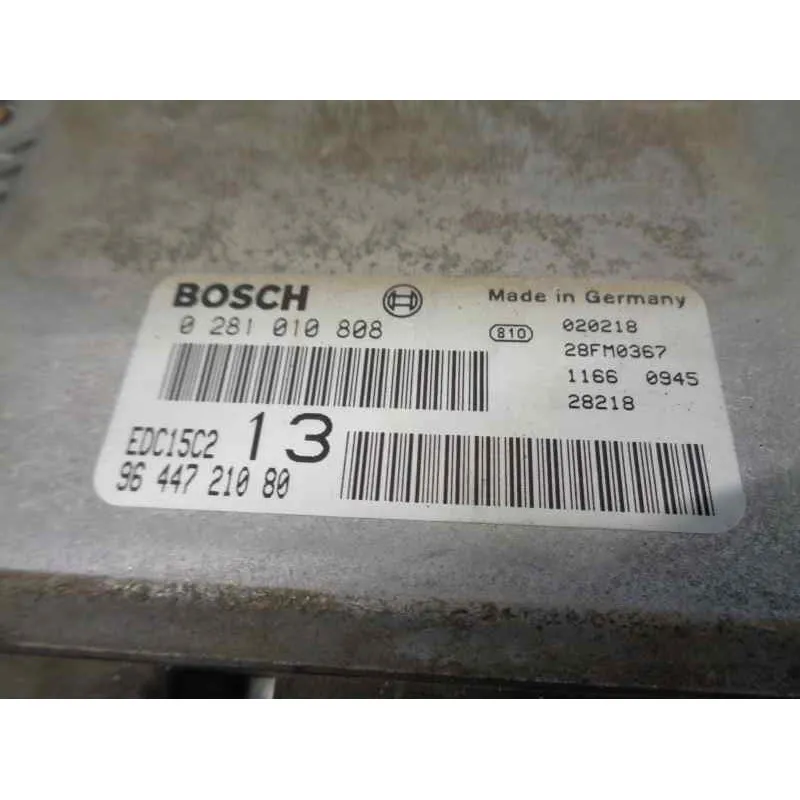 BOSCH
0 281 010 808
EDC15C2 13
96 447 210 80
Made in Germany
810 020218
28FM0367
1166 0945
28218